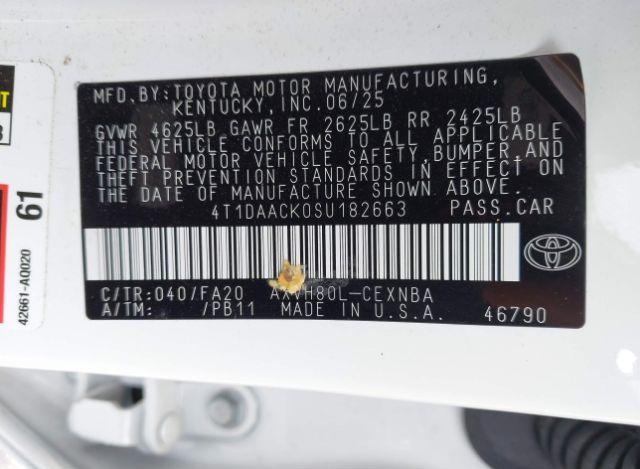 MFD.BY:TOYOTA MOTOR MANUFACTURING,
KENTUCKY, INC.06/25
GVWR 4625LB GAWR FR 2625LB RR 2425LB
THIS VEHICLE CONFORMS TO ALL APPLICABLE
FEDERAL MOTOR VEHICLE SAFETY,BUMPER,AND
THEFT PREVENTION STANDARDS IN EFFECT ON
THE DATE OF MANUFACTURE SHOWN ABOVE.
4T1DAACK0SU182663 PASS.CAR
C/TR:040/FA20 AXVH80L-CEXNBA
A/TM: /PB11 MADE IN U.S.A. 46790
61
42661-A0020